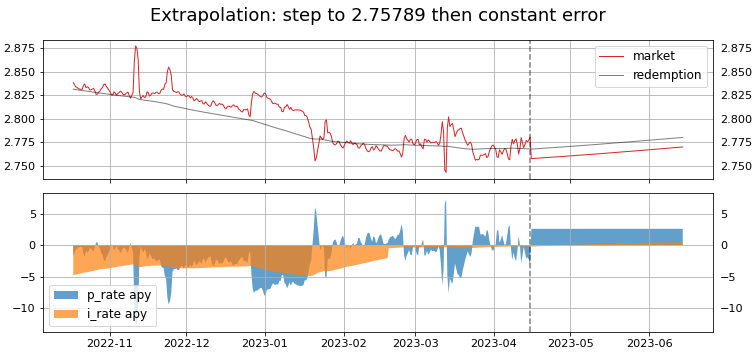 Extrapolation: step to 2.75789 then constant error
2.875 2.875
2.850 2.850
2.825 2.825
2.800 2.800
2.775 2.775
2.750 2.750
market
redemption
5 5
0 0
−5 −5
−10 −10
p_rate apy
i_rate apy
2022-11 2022-12 2023-01 2023-02 2023-03 2023-04 2023-05 2023-06